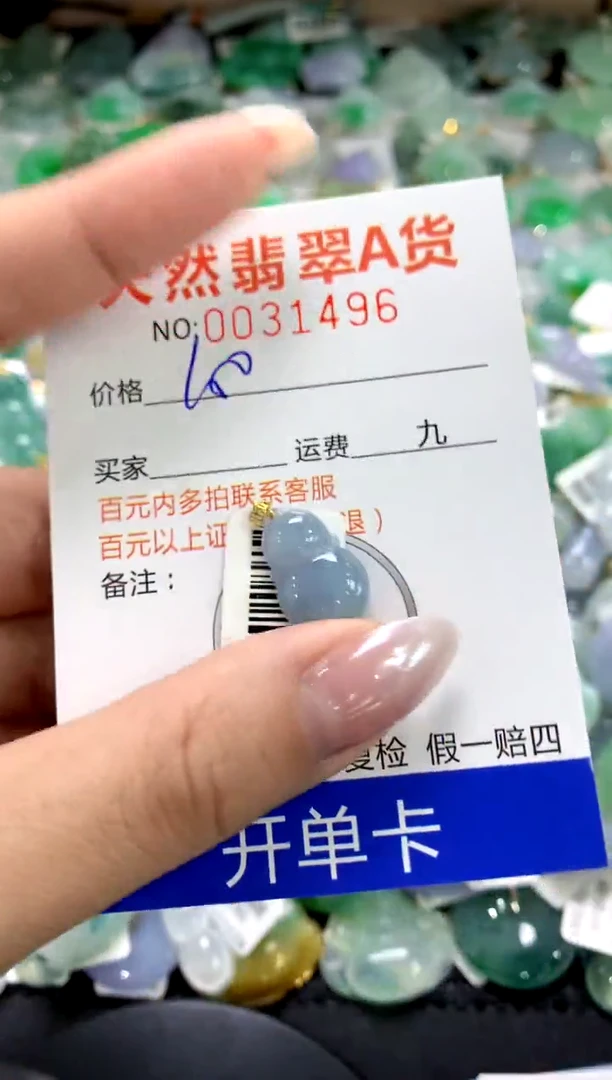 天然翡翠A货
NO:0031496
价格
买家 运费 九
百元内多拍联系客服
百元以上证 退）
备注：
复检 假一赔四
开单卡